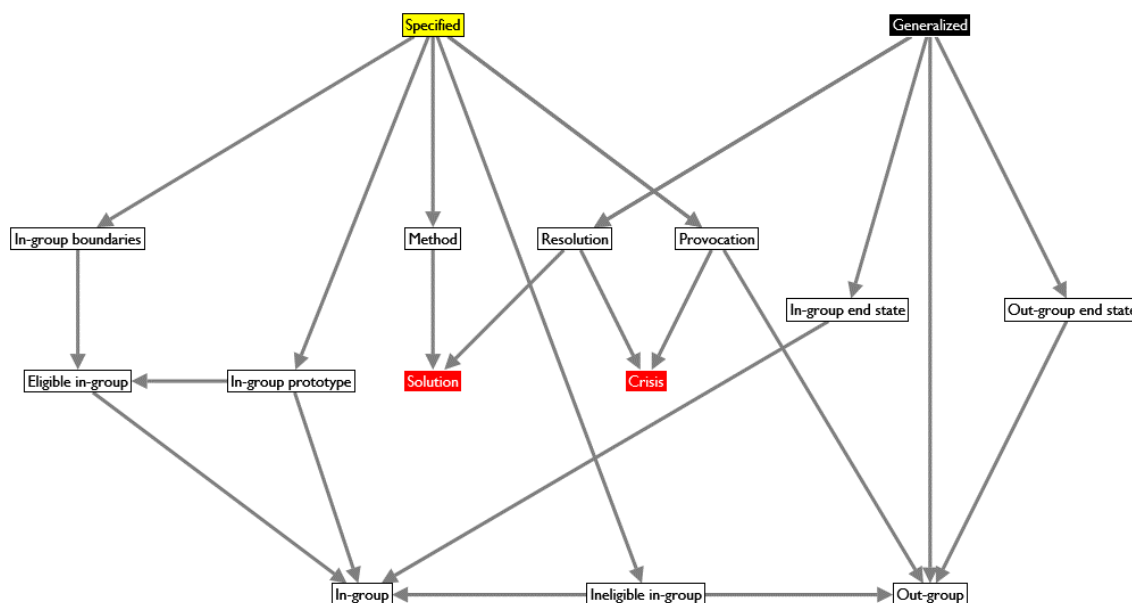 Specified
Generalized
In-group boundaries
Method
Resolution
Provocation
In-group end state
Out-group end state
Eligible in-group
In-group prototype
Solution
Crisis
In-group
Ineligible in-group
Out-group